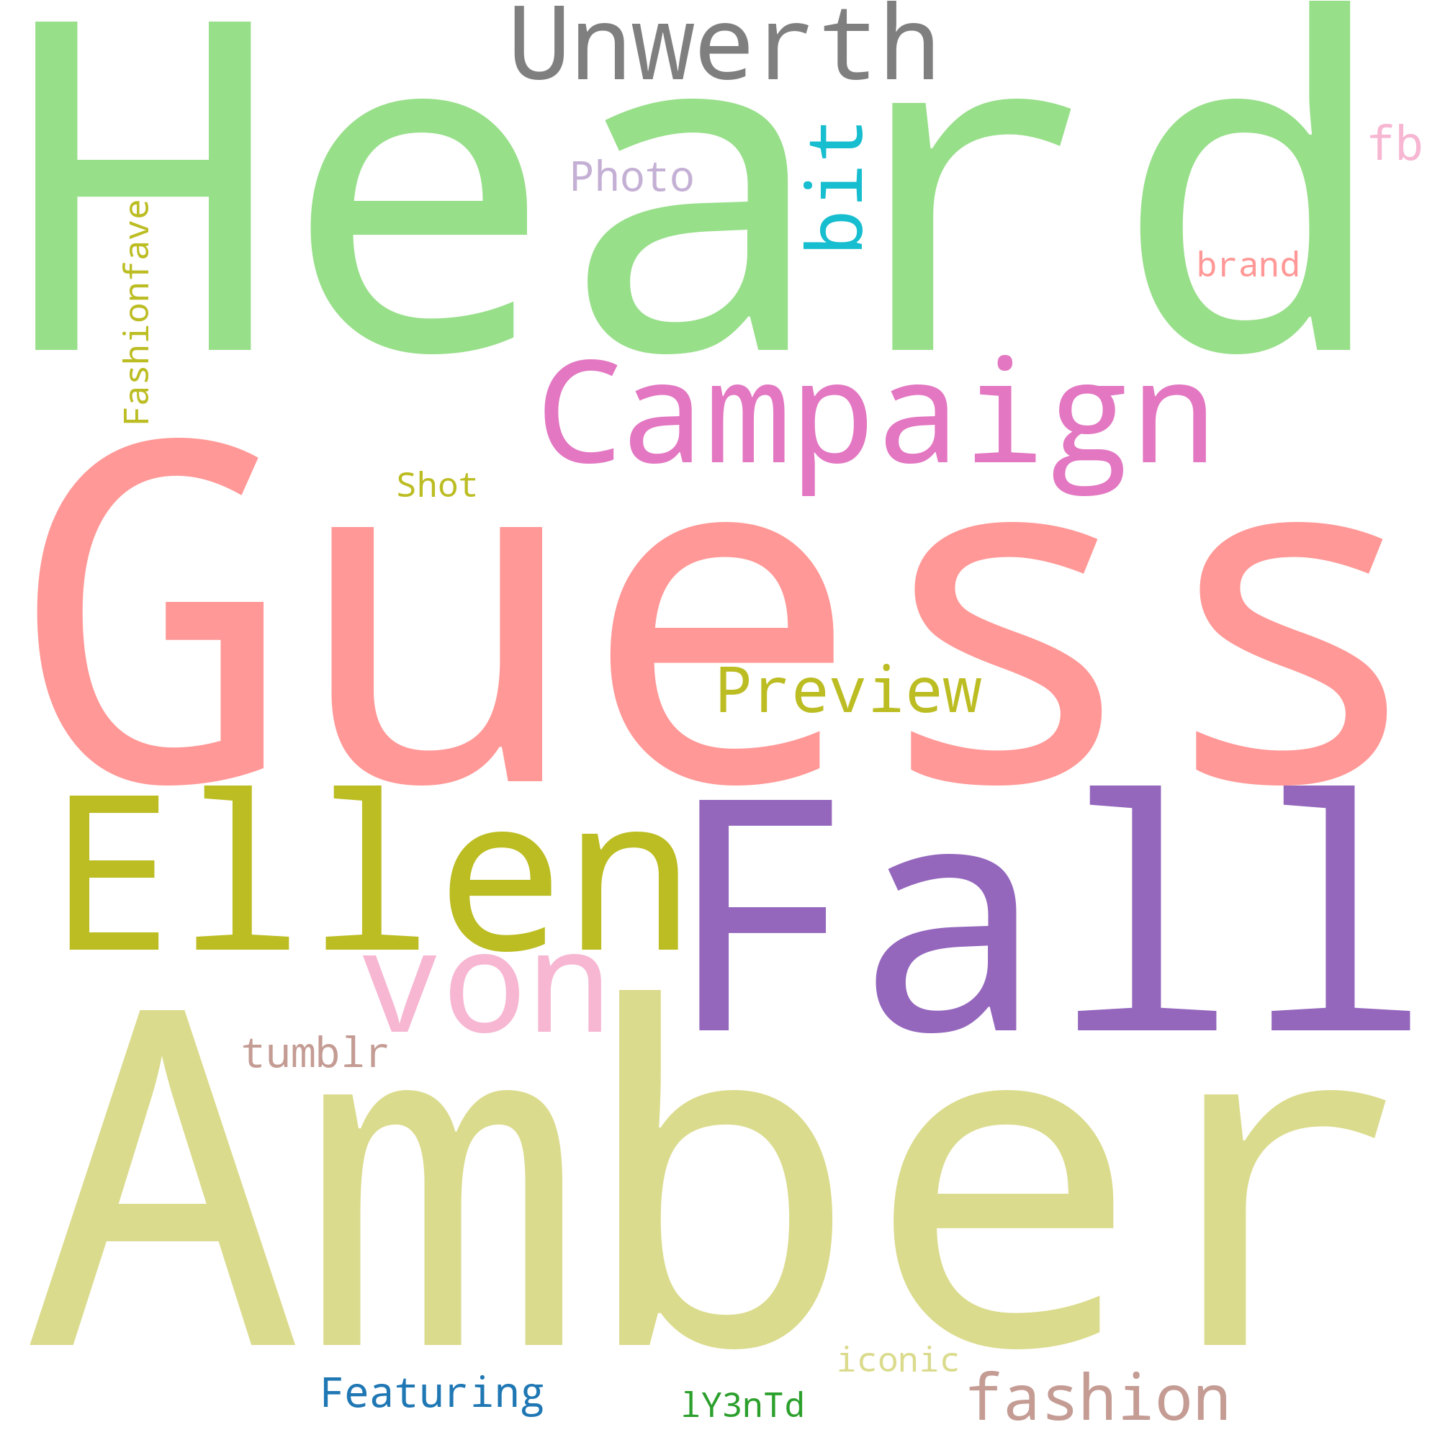 Unwerth
Heard
fb
bit
Photo
brand
Fashionfave
Campaign
Shot
Guess
Preview
Ellen
Fall
von
tumblr
Amber
iconic
Featuring
lY3nTd
fashion